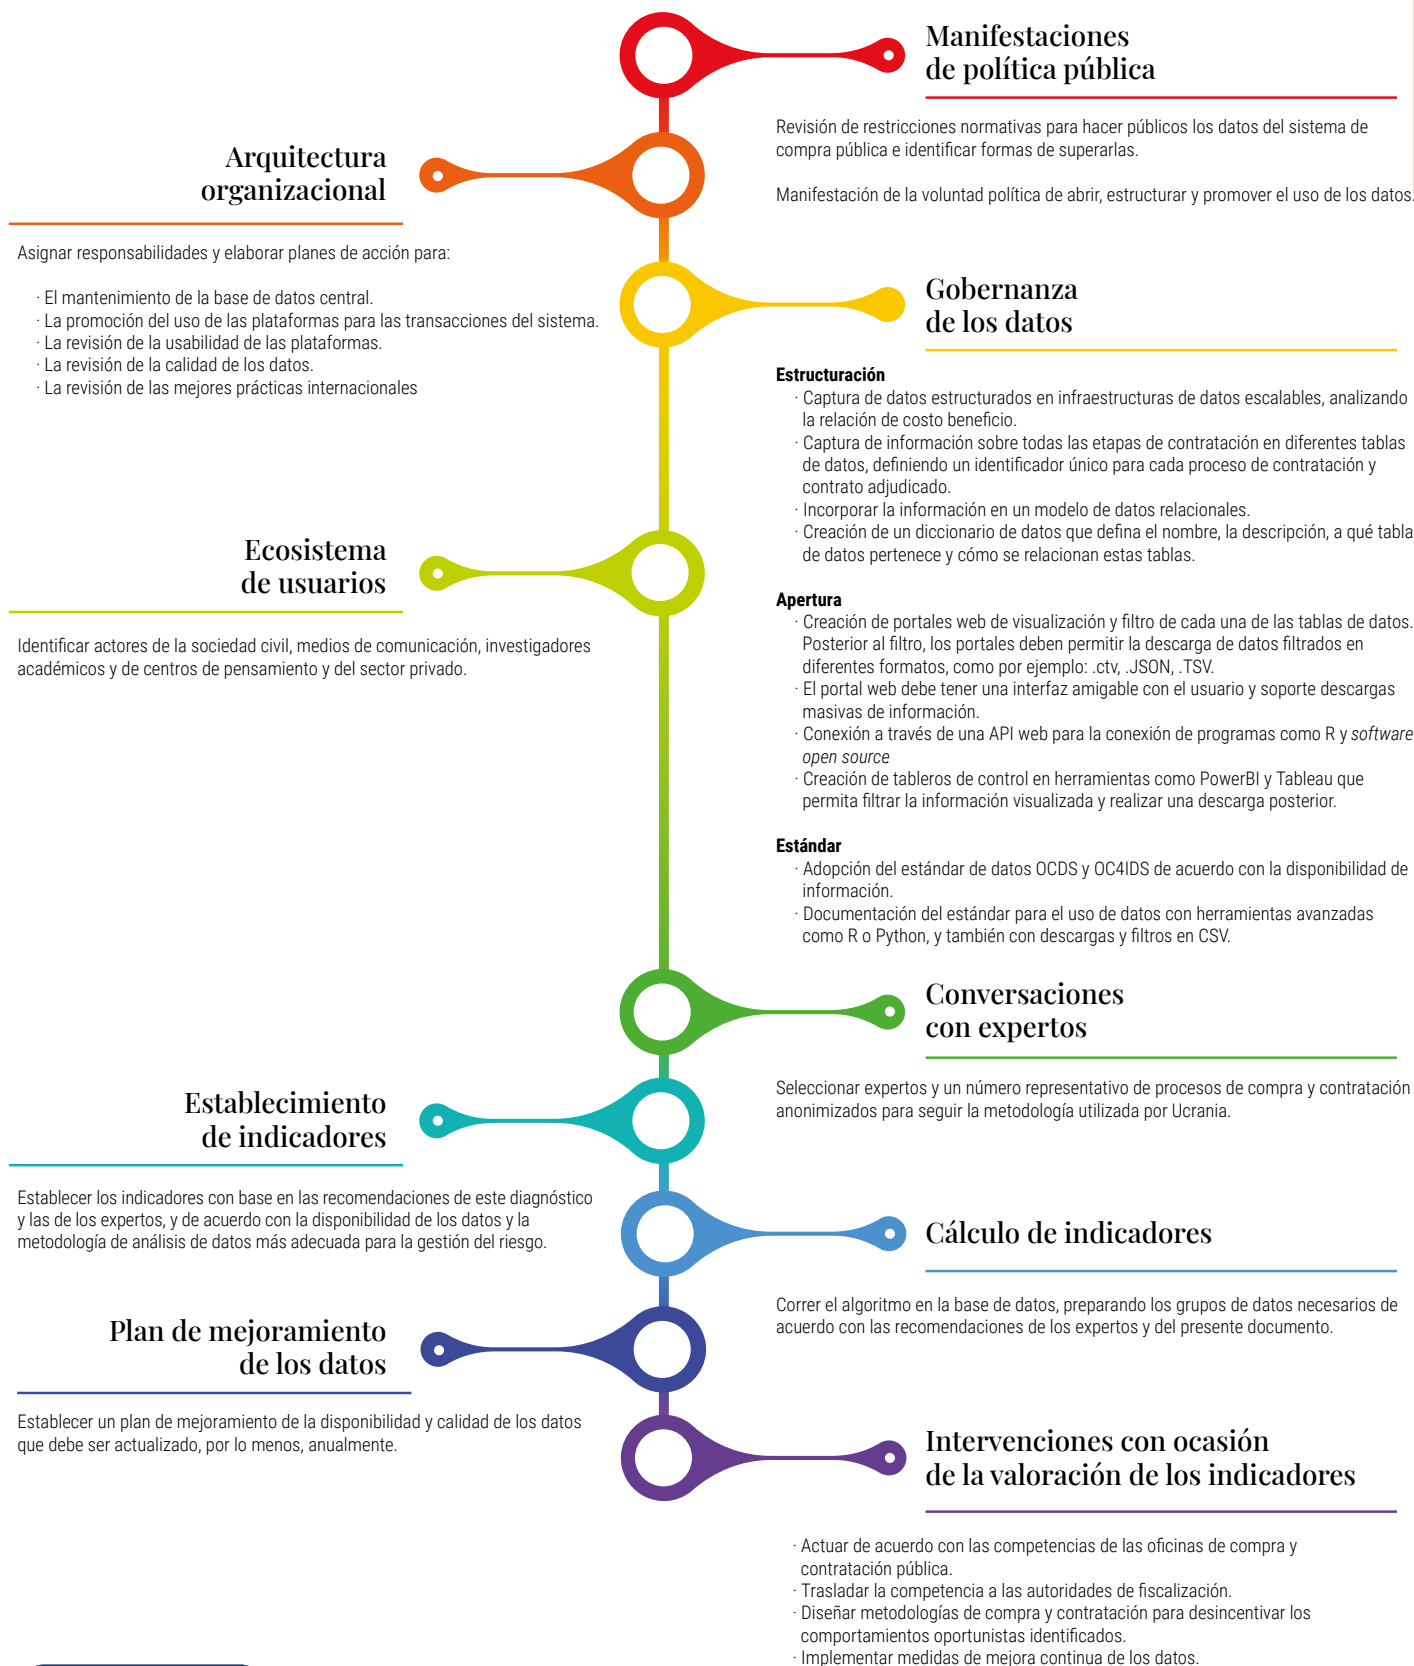 Manifestaciones
de política pública
Revisión de restricciones normativas para hacer públicos los datos del sistema de
compra pública e identificar formas de superarlas.
Manifestación de la voluntad política de abrir, estructurar y promover el uso de los datos.
Arquitectura
organizacional
Asignar responsabilidades y elaborar planes de acción para:
· El mantenimiento de la base de datos central.
· La promoción del uso de las plataformas para las transacciones del sistema.
· La revisión de la usabilidad de las plataformas.
· La revisión de la calidad de los datos.
· La revisión de las mejores prácticas internacionales
Gobernanza
de los datos
Estructuración
· Captura de datos estructurados en infraestructuras de datos escalables, analizando
la relación de costo beneficio.
· Captura de información sobre todas las etapas de contratación en diferentes tablas
de datos, definiendo un identificador único para cada proceso de contratación y
contrato adjudicado.
· Incorporar la información en un modelo de datos relacionales.
· Creación de un diccionario de datos que defina el nombre, la descripción, a qué tabla
de datos pertenece y cómo se relacionan estas tablas.
Apertura
· Creación de portales web de visualización y filtro de cada una de las tablas de datos.
Posterior al filtro, los portales deben permitir la descarga de datos filtrados en
diferentes formatos, como por ejemplo: .ctv, .JSON, .TSV.
· El portal web debe tener una interfaz amigable con el usuario y soporte descargas
masivas de información.
· Conexión a través de una API web para la conexión de programas como R y software
open source
· Creación de tableros de control en herramientas como PowerBI y Tableau que
permita filtrar la información visualizada y realizar una descarga posterior.
Estándar
· Adopción del estándar de datos OCDS y OC4IDS de acuerdo con la disponibilidad de
información.
· Documentación del estándar para el uso de datos con herramientas avanzadas
como R o Python, y también con descargas y filtros en CSV.
Ecosistema
de usuarios
Identificar actores de la sociedad civil, medios de comunicación, investigadores
académicos y de centros de pensamiento y del sector privado.
Conversaciones
con expertos
Seleccionar expertos y un número representativo de procesos de compra y contratación
anonimizados para seguir la metodología utilizada por Ucrania.
Establecimiento
de indicadores
Establecer los indicadores con base en las recomendaciones de este diagnóstico
y las de los expertos, y de acuerdo con la disponibilidad de los datos y la
metodología de análisis de datos más adecuada para la gestión del riesgo.
Cálculo de indicadores
Correr el algoritmo en la base de datos, preparando los grupos de datos necesarios de
acuerdo con las recomendaciones de los expertos y del presente documento.
Plan de mejoramiento
de los datos
Establecer un plan de mejoramiento de la disponibilidad y calidad de los datos
que debe ser actualizado, por lo menos, anualmente.
Intervenciones con ocasión
de la valoración de los indicadores
· Actuar de acuerdo con las competencias de las oficinas de compra y
contratación pública.
· Trasladar la competencia a las autoridades de fiscalización.
· Diseñar metodologías de compra y contratación para desincentivar los
comportamientos oportunistas identificados.
· Implementar medidas de mejora continua de los datos.